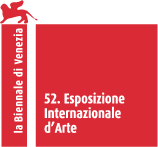 la Biennale di Venezia
52. Esposizione
Internazionale
d'Arte